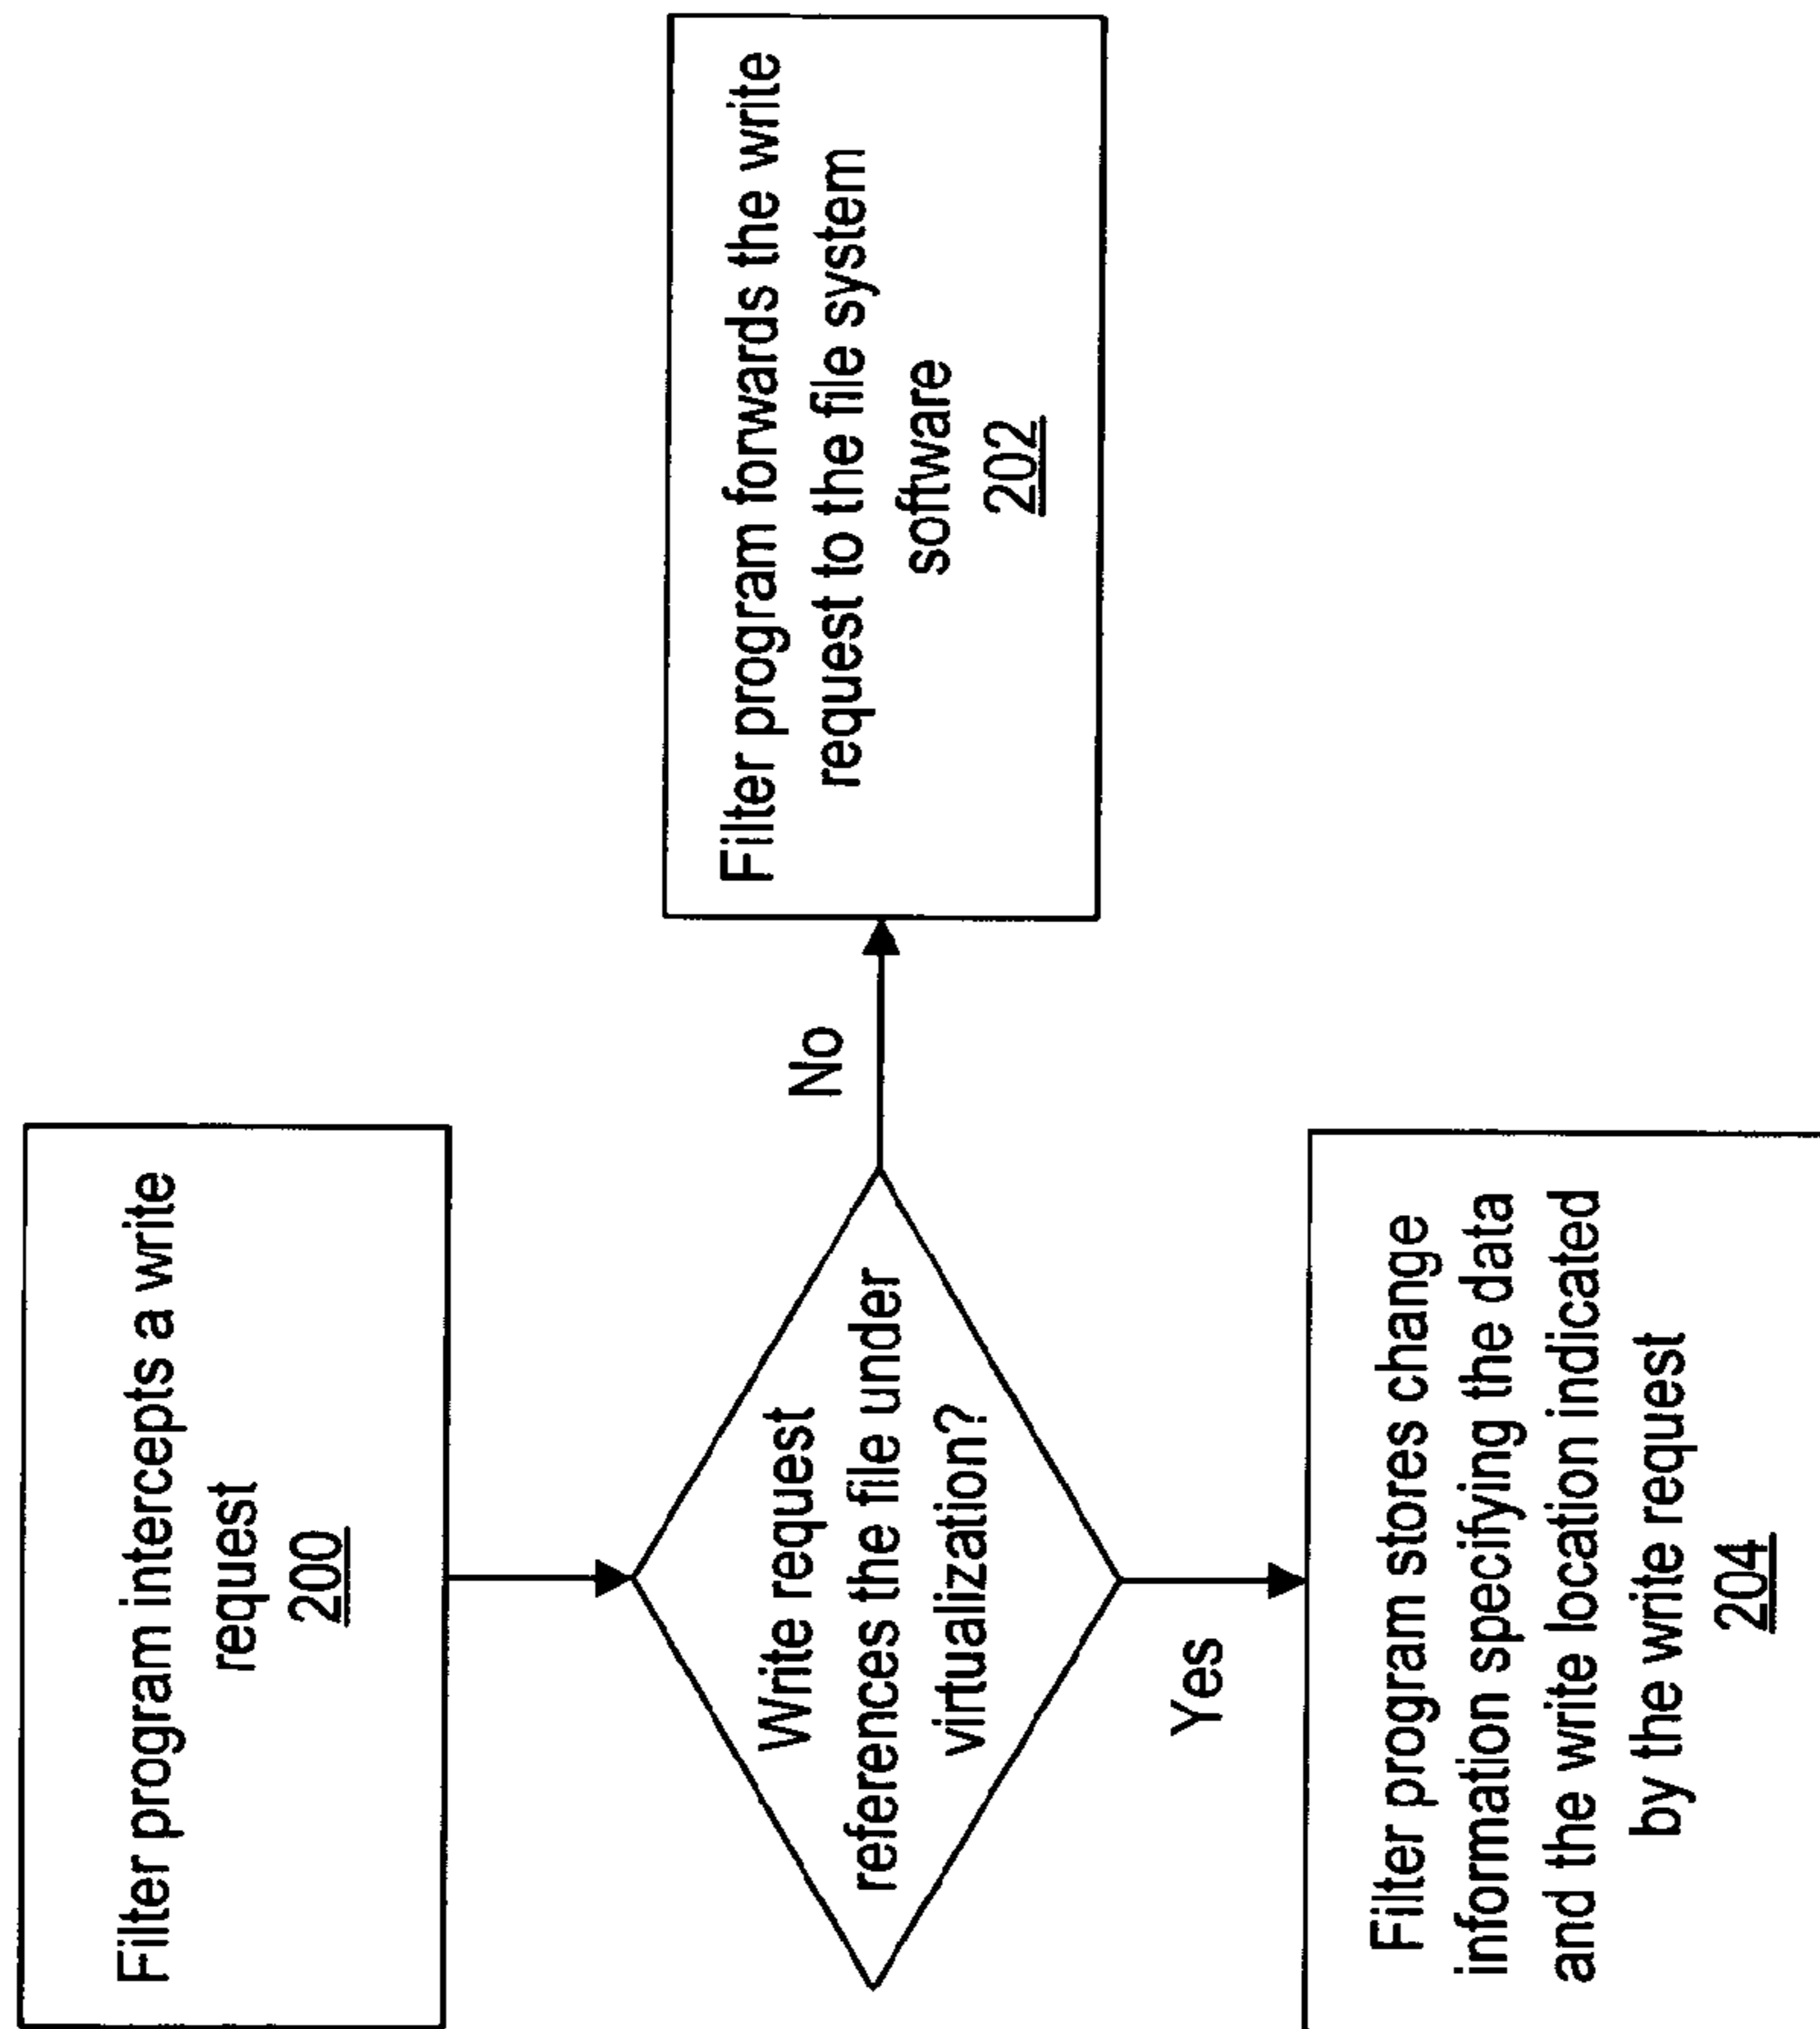 Filter program intercepts a write
request
200
Write request
references the file under
virtualization?
No
Filter program forwards the write
request to the file system
software
202
Yes
Filter program stores change
information specifying the data
and the write location indicated
by the write request
204